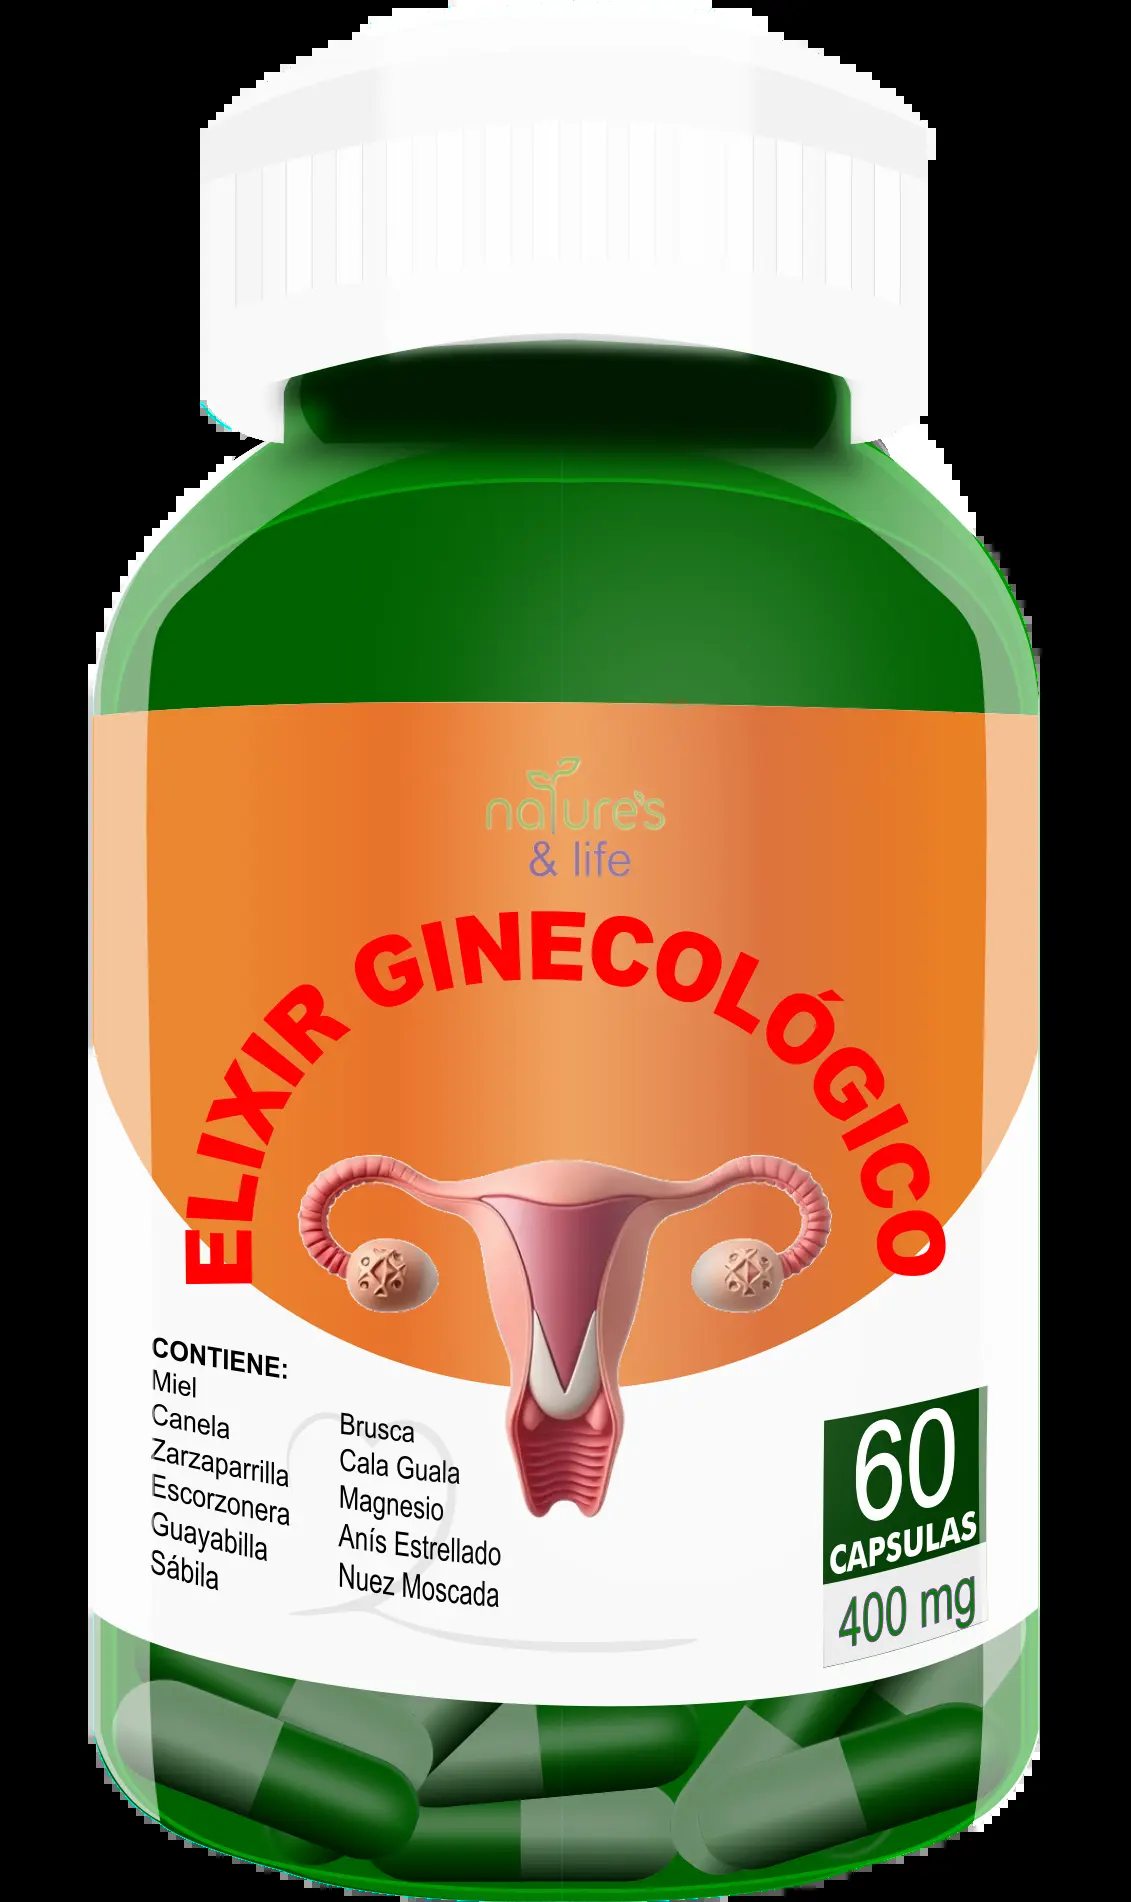 nature's
& life
ELIXIR GINECOLÓGICO
CONTIENE:
Miel
Canela
Zarzaparrilla
Escorzonera
Guayabilla
Sábila
Brusca
Cala Guala
Magnesio
Anís Estrellado
Nuez Moscada
60
CAPSULAS
400 mg